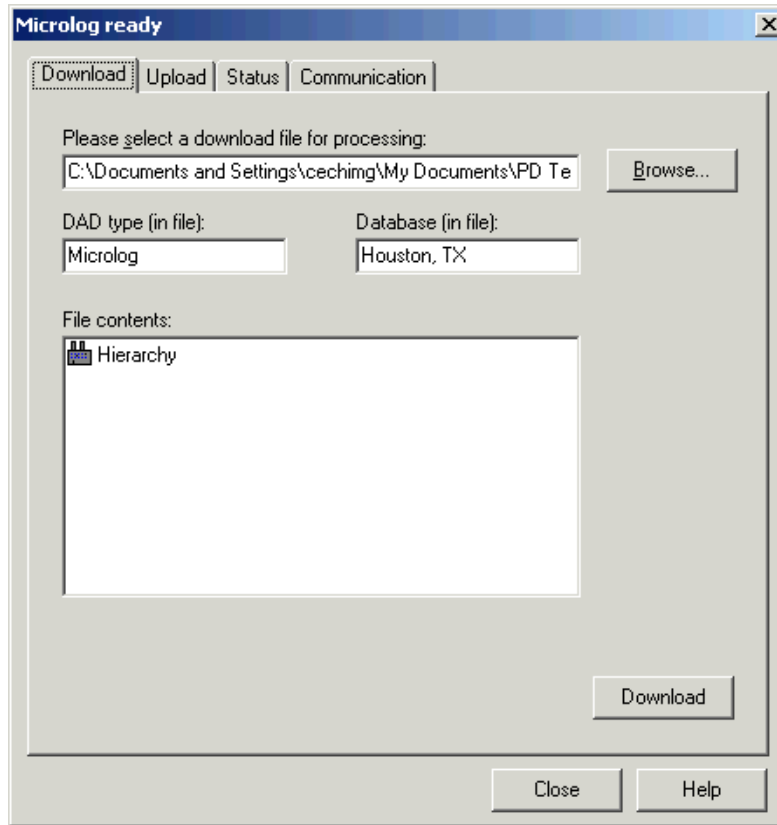 Microlog ready
Download Upload Status Communication
Please select a download file for processing:
C:\Documents and Settings\cechimg\My Documents\PD Te
Browse...
DAD type (in file): Database (in file):
Microlog Houston, TX
File contents:
Hierarchy
Download
Close Help